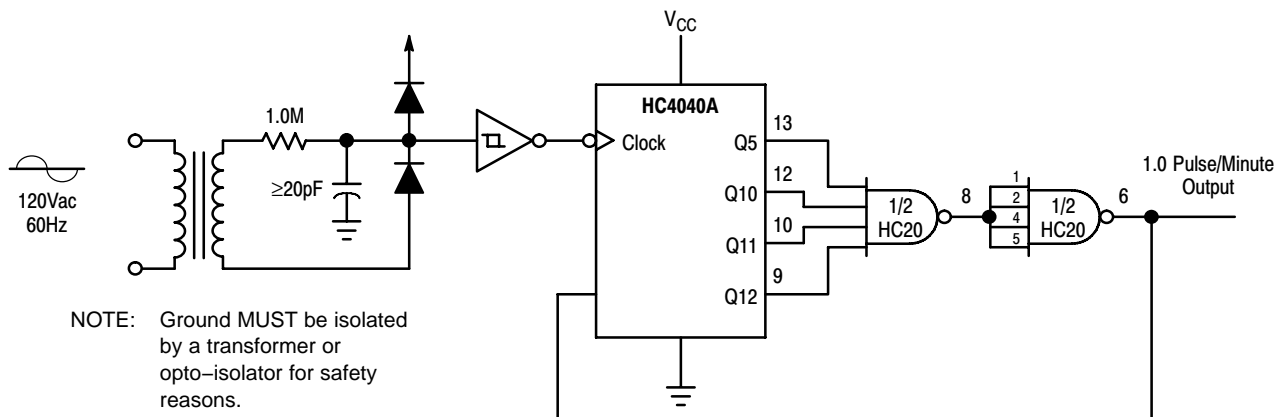 V_CC
HC4040A
1.0M
Clock
≥20pF
120Vac
60Hz
13
Q5
12
Q10
10
Q11
9
Q12
1/2
HC20
8
1
2
4
5
1/2
HC20
6
1.0 Pulse/Minute
Output
NOTE: Ground MUST be isolated
by a transformer or
opto−isolator for safety
reasons.